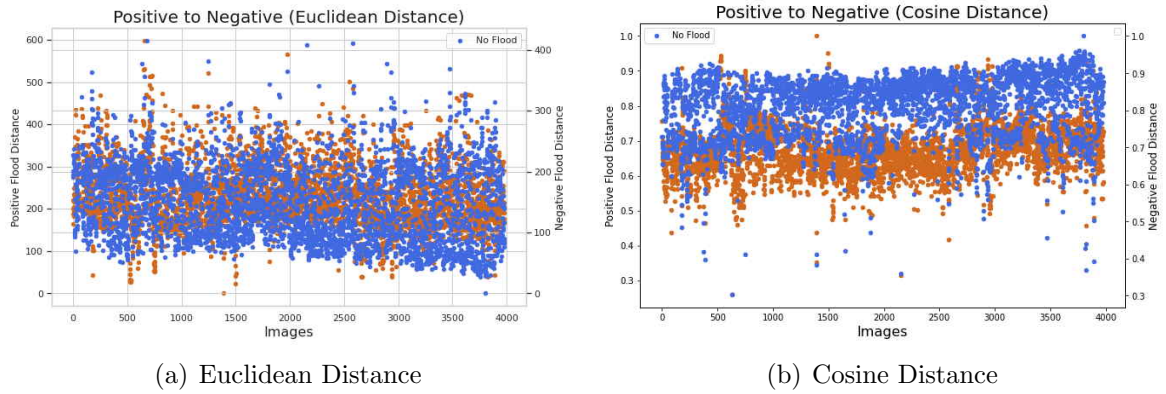 Positive to Negative (Euclidean Distance)
No Flood
600
500
400
300
200
100
0
Positive Flood Distance
400
300
200
100
0
Negative Flood Distance
0 500 1000 1500 2000 2500 3000 3500 4000
Images
(a) Euclidean Distance
Positive to Negative (Cosine Distance)
No Flood
1.0
0.9
0.8
0.7
0.6
0.5
0.4
0.3
Positive Flood Distance
1.0
0.9
0.8
0.7
0.6
0.5
0.4
0.3
Negative Flood Distance
0 500 1000 1500 2000 2500 3000 3500 4000
Images
(b) Cosine Distance